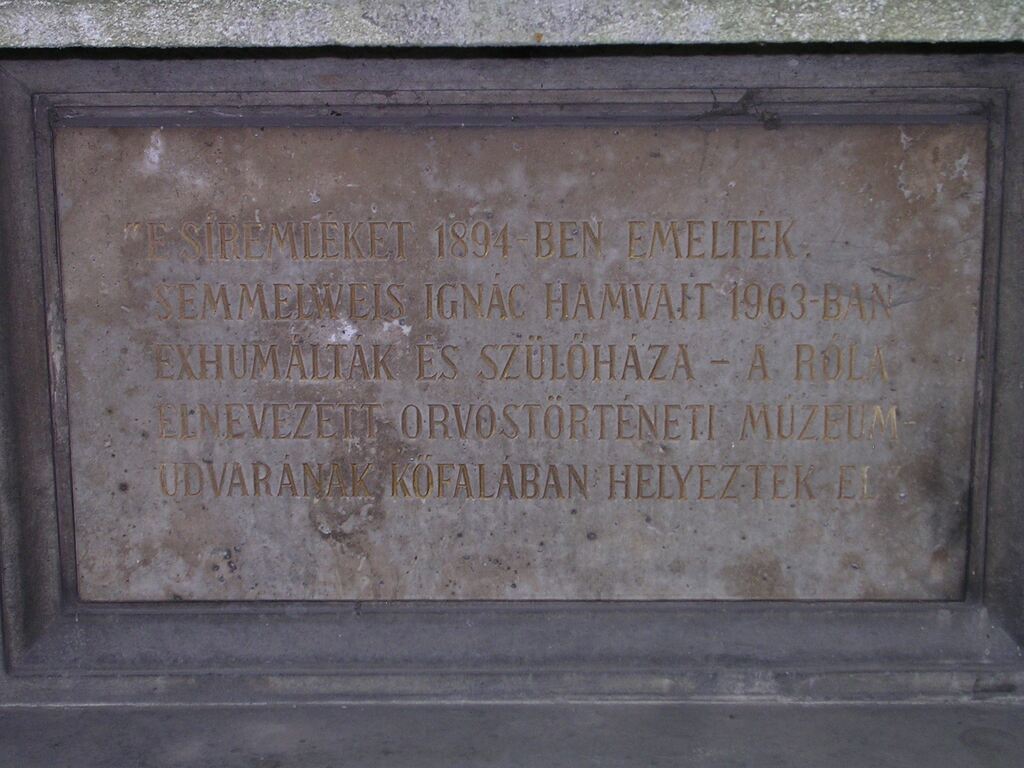 "E SÍREMLÉKET 1894-BEN EMELTÉK.
SEMMELWEIS IGNÁC HAMVAIT 1963-BAN
EXHUMÁLTÁK ÉS SZÜLŐHÁZA - A RÓLA
ELNEVEZETT ORVOSTÖRTÉNETI MÚZEUM-
UDVARÁNAK KŐFALÁBAN HELYEZTÉK EL"